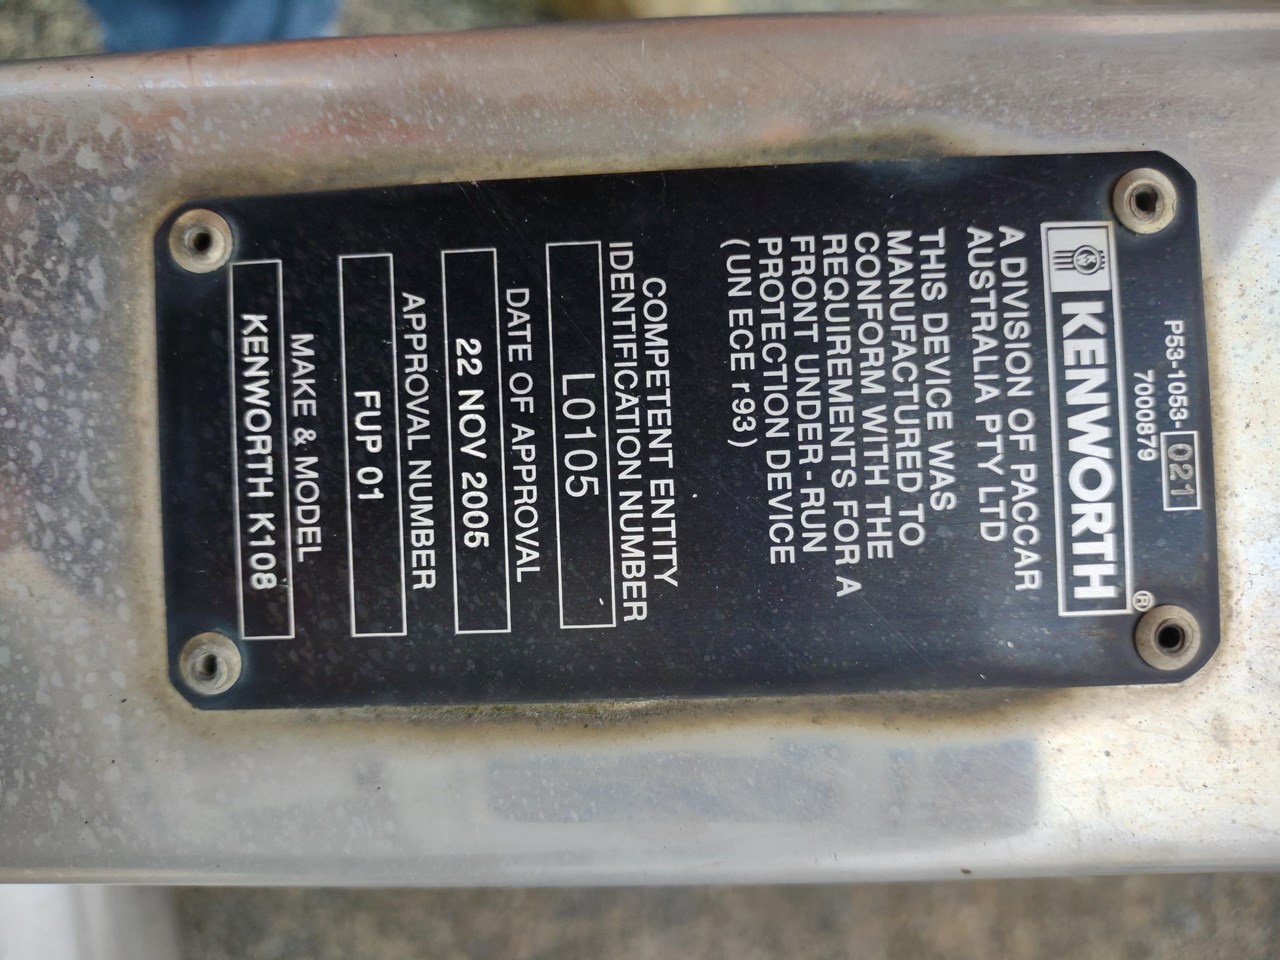 P53-1053-021
7000879
KENWORTH®
A DIVISION OF PACCAR
AUSTRALIA PTY LTD
THIS DEVICE WAS
MANUFACTURED TO
CONFORM WITH THE
REQUIREMENTS FOR A
FRONT UNDER-RUN
PROTECTION DEVICE
(UN ECE r93)
COMPETENT ENTITY
IDENTIFICATION NUMBER
L0105
DATE OF APPROVAL
22 NOV 2005
APPROVAL NUMBER
FUP 01
MAKE & MODEL
KENWORTH K108